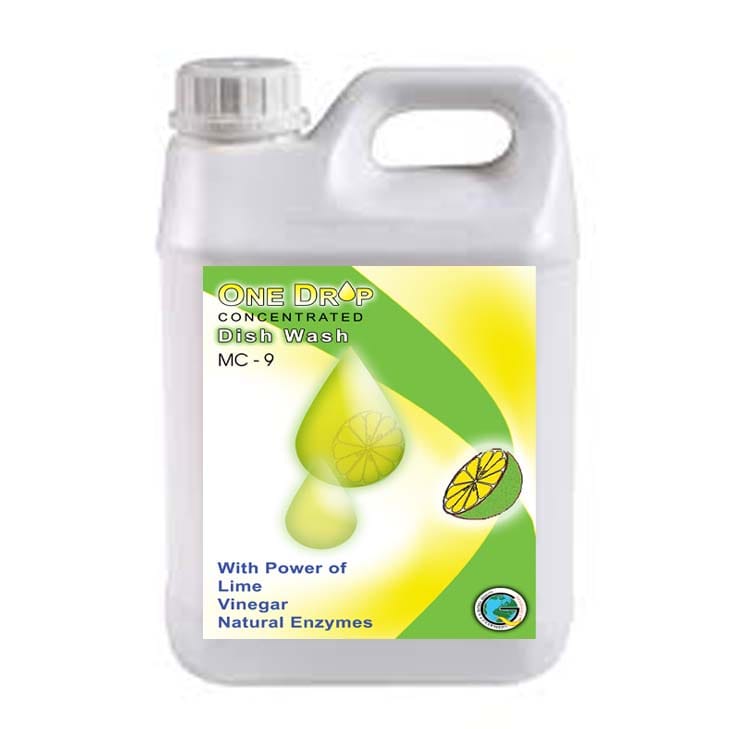 ONE DROP
CONCENTRATED
Dish Wash
MC - 9
With Power of
Lime
Vinegar
Natural Enzymes